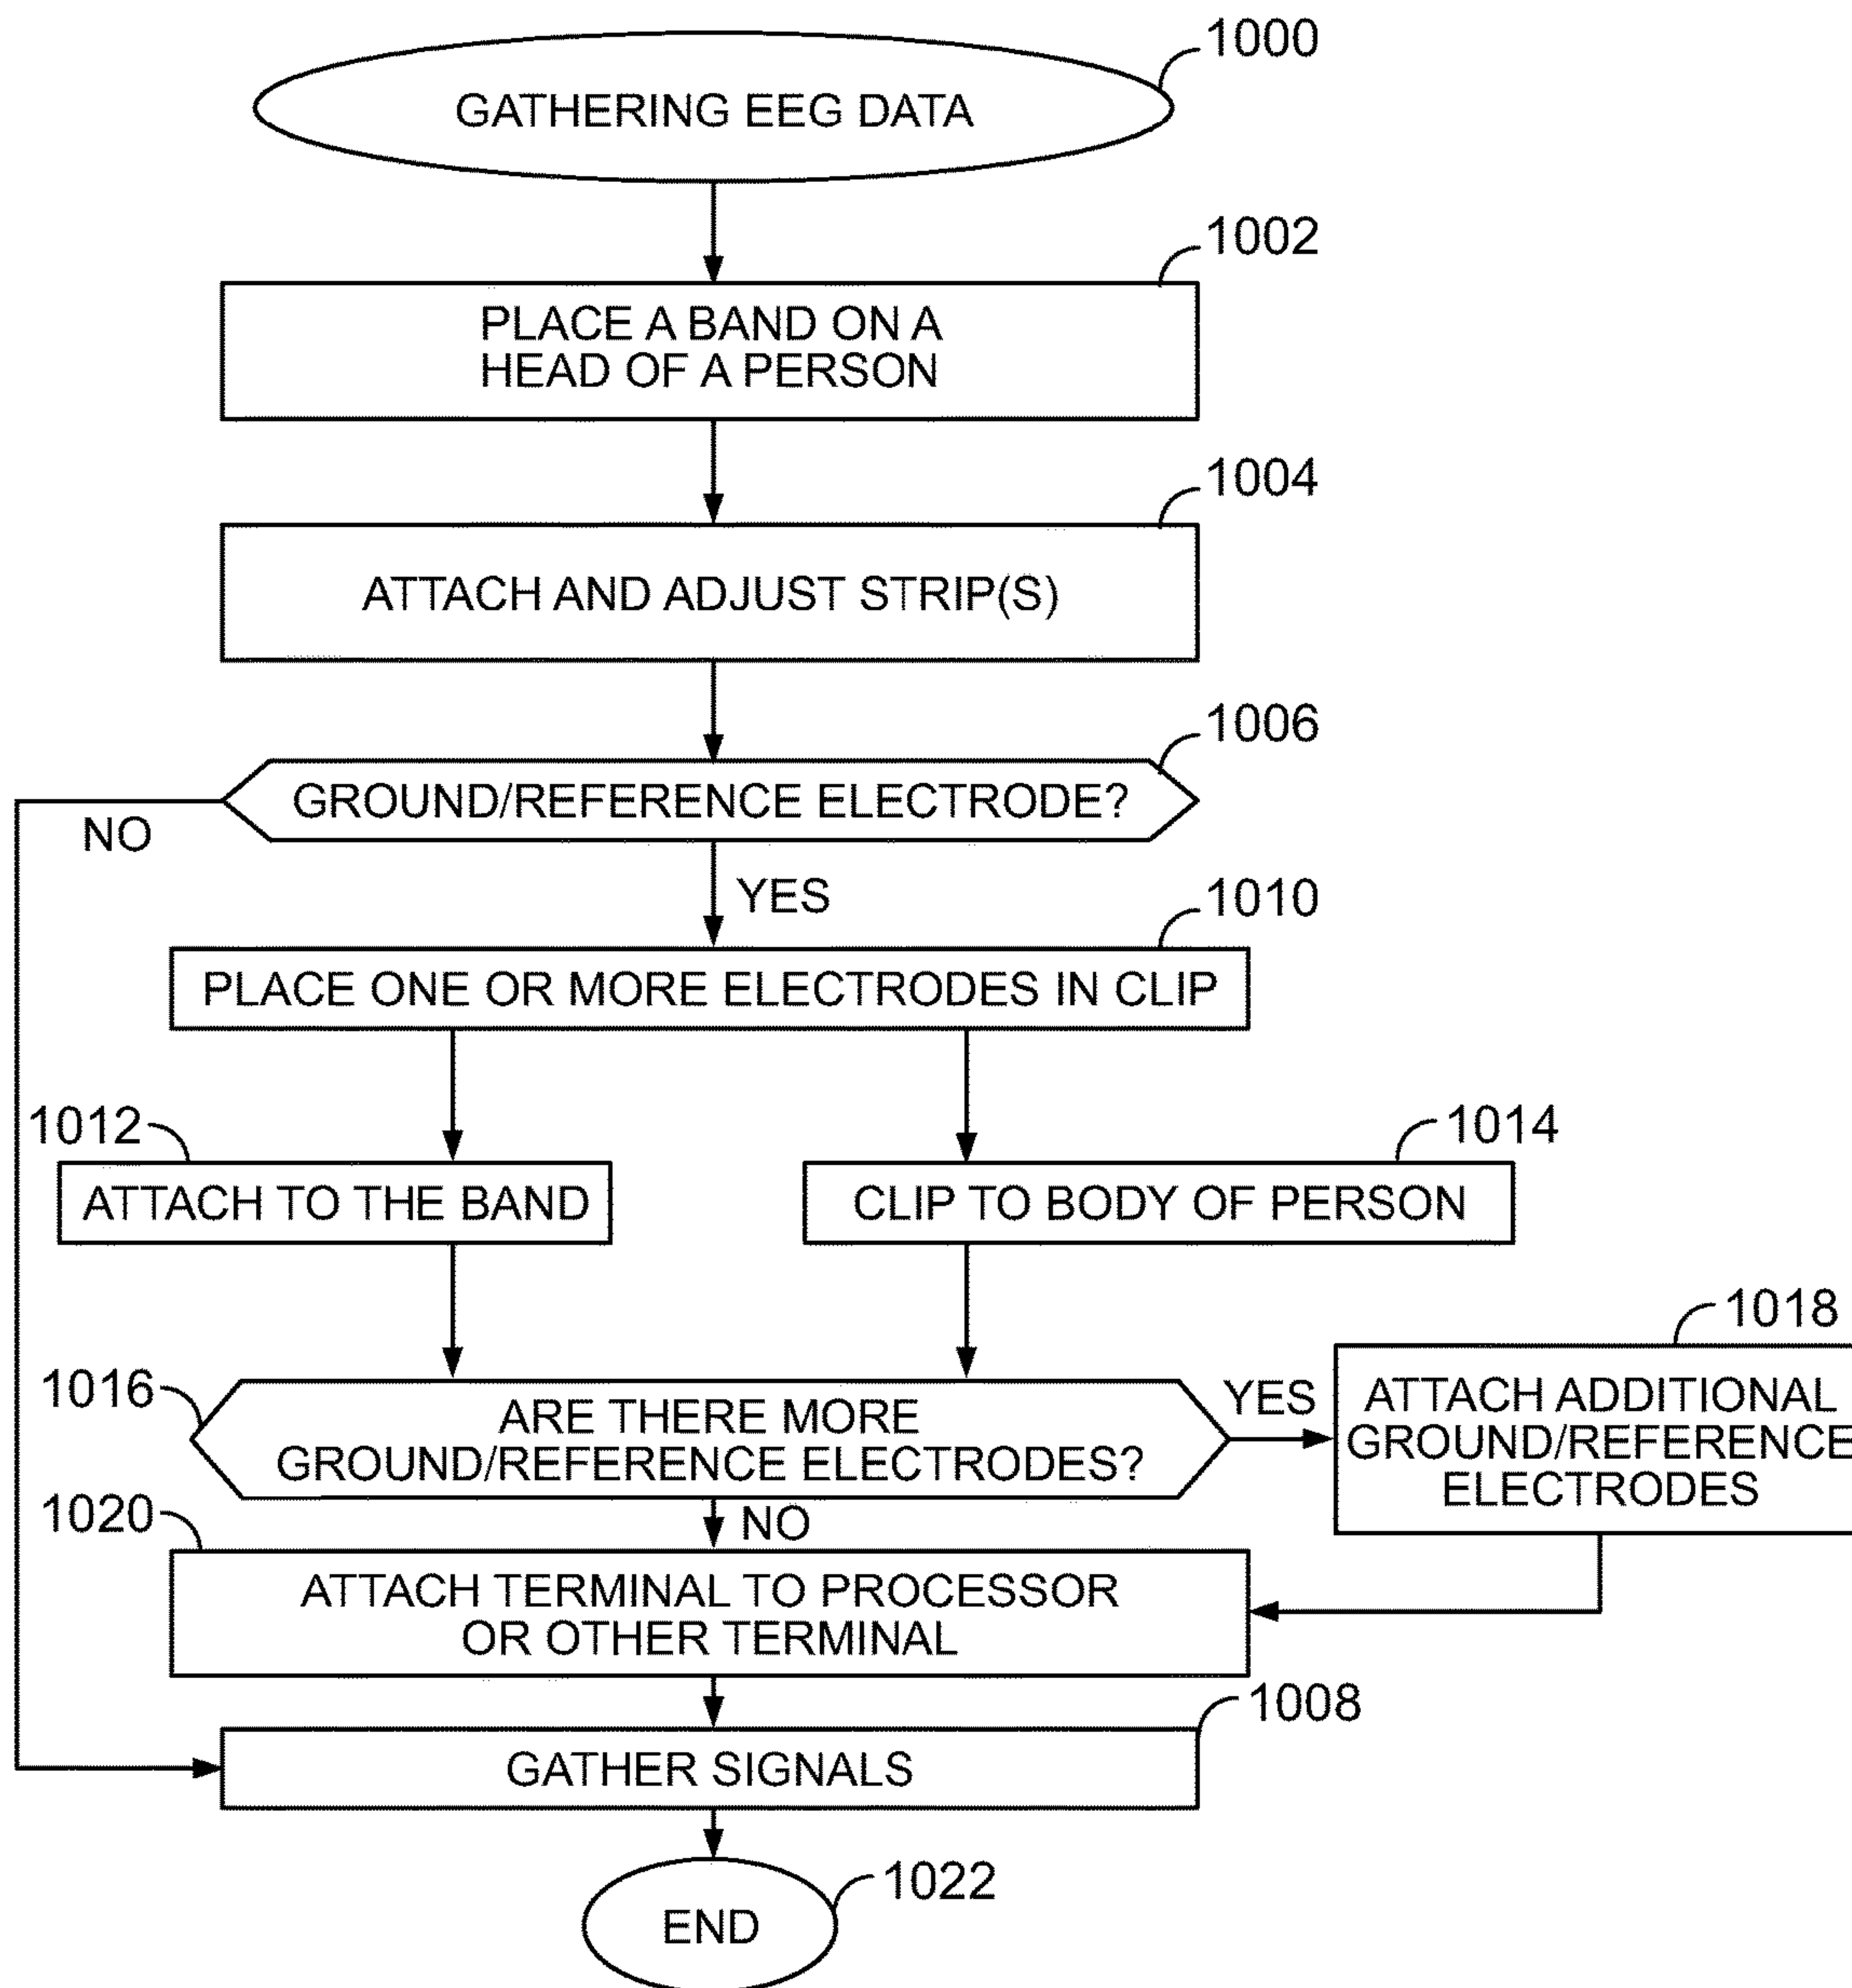 1000
GATHERING EEG DATA
1002
PLACE A BAND ON A
HEAD OF A PERSON
1004
ATTACH AND ADJUST STRIP(S)
1006
GROUND/REFERENCE ELECTRODE?
NO
YES
1010
PLACE ONE OR MORE ELECTRODES IN CLIP
1012
1014
ATTACH TO THE BAND
CLIP TO BODY OF PERSON
1018
1016
ARE THERE MORE
GROUND/REFERENCE ELECTRODES?
YES
ATTACH ADDITIONAL
GROUND/REFERENCE
ELECTRODES
1020
NO
ATTACH TERMINAL TO PROCESSOR
OR OTHER TERMINAL
1008
GATHER SIGNALS
1022
END